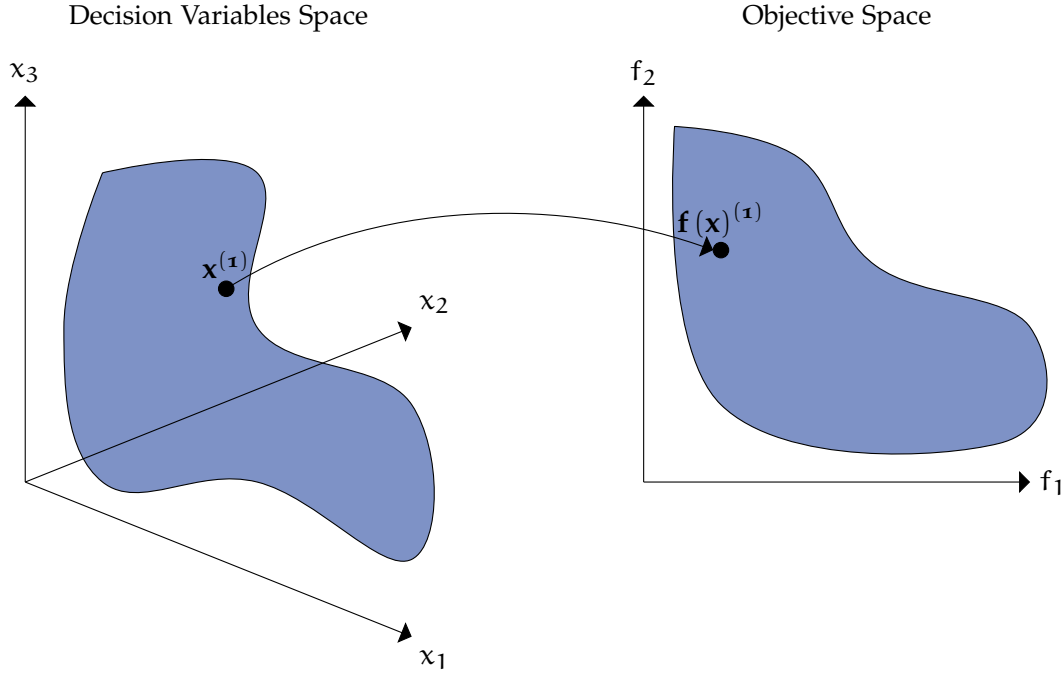 Decision Variables Space
Objective Space
x₃
f₂
f (x)⁽¹⁾
x⁽¹⁾
x₂
f₁
x₁